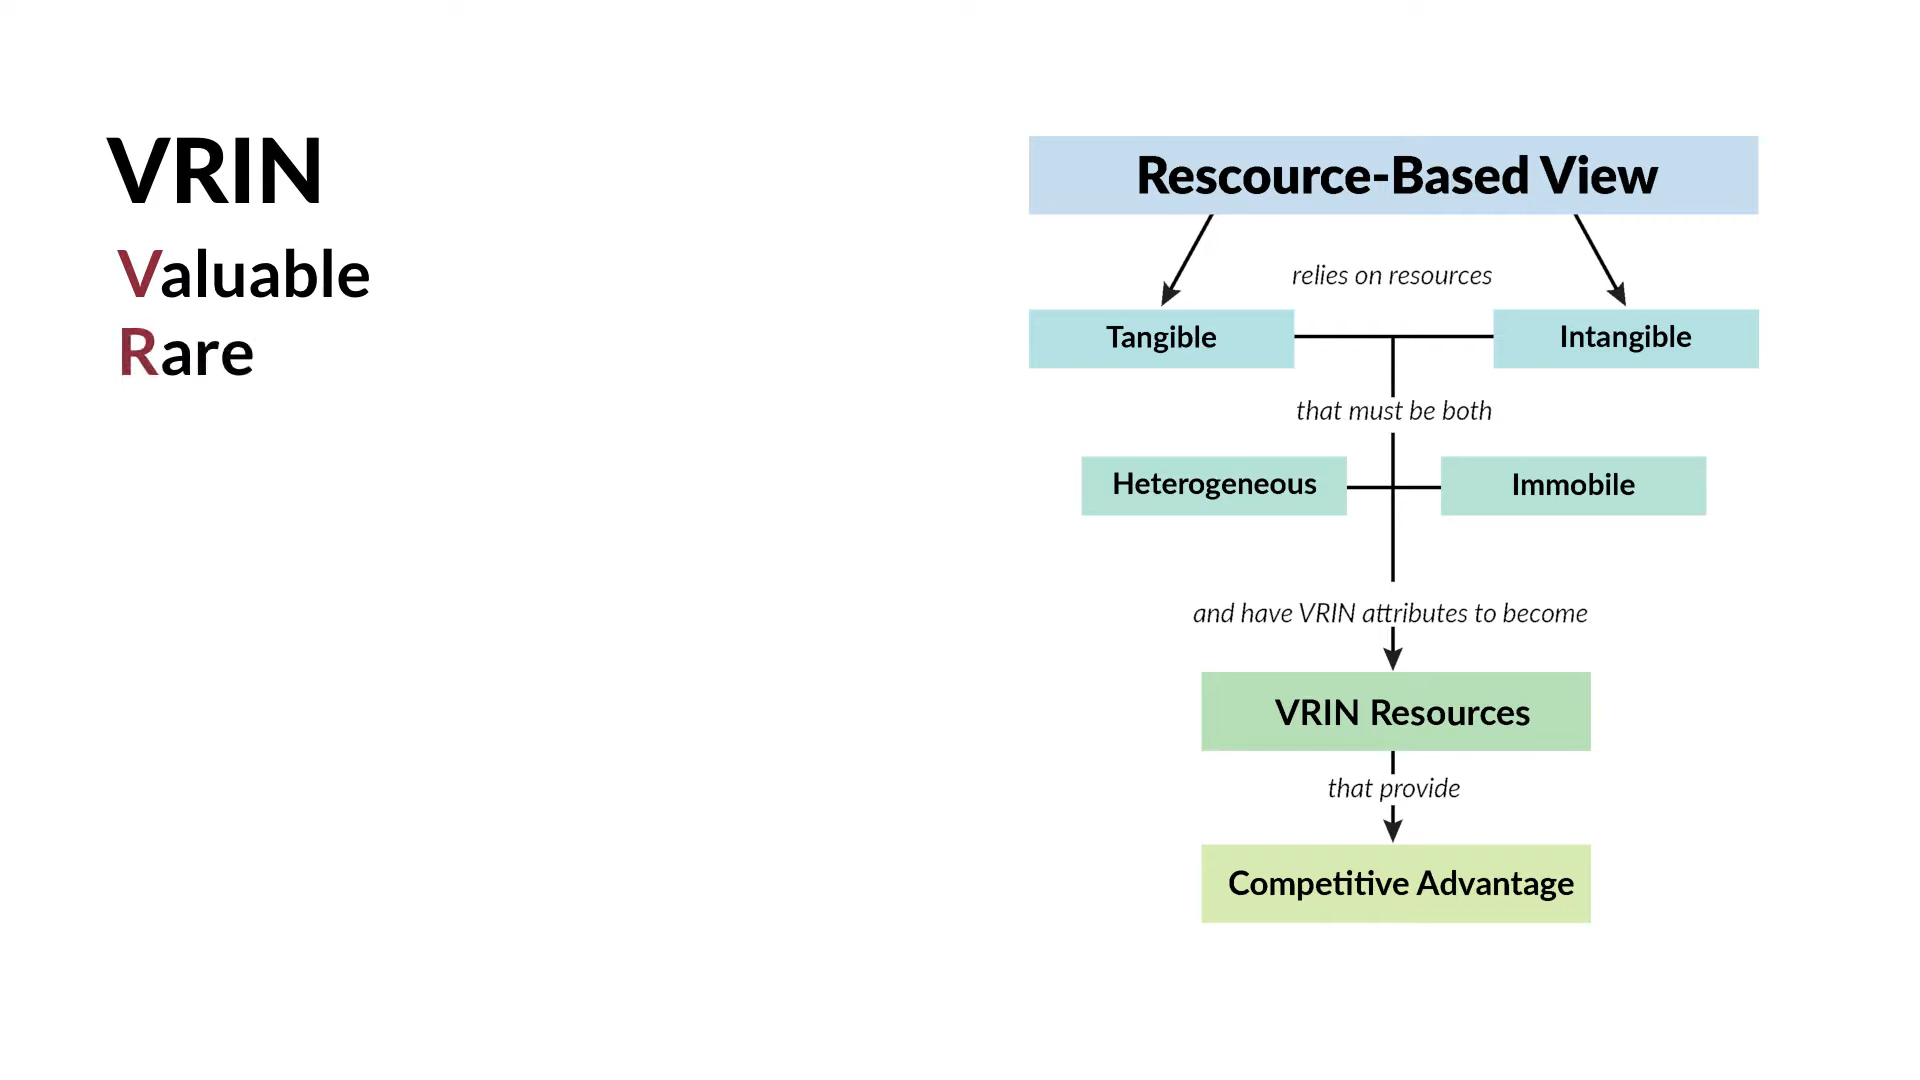 VRIN
Valuable
Rare
Rescource-Based View
relies on resources
Tangible
Intangible
that must be both
Heterogeneous
Immobile
and have VRIN attributes to become
VRIN Resources
that provide
Competitive Advantage